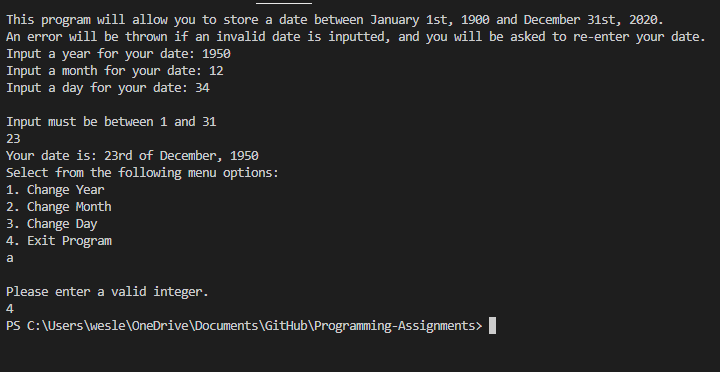 This program will allow you to store a date between January 1st, 1900 and December 31st, 2020.
An error will be thrown if an invalid date is inputted, and you will be asked to re-enter your date.
Input a year for your date: 1950
Input a month for your date: 12
Input a day for your date: 34
Input must be between 1 and 31
23
Your date is: 23rd of December, 1950
Select from the following menu options:
1. Change Year
2. Change Month
3. Change Day
4. Exit Program
a
Please enter a valid integer.
4
PS C:\Users\wesle\OneDrive\Documents\GitHub\Programming-Assignments>